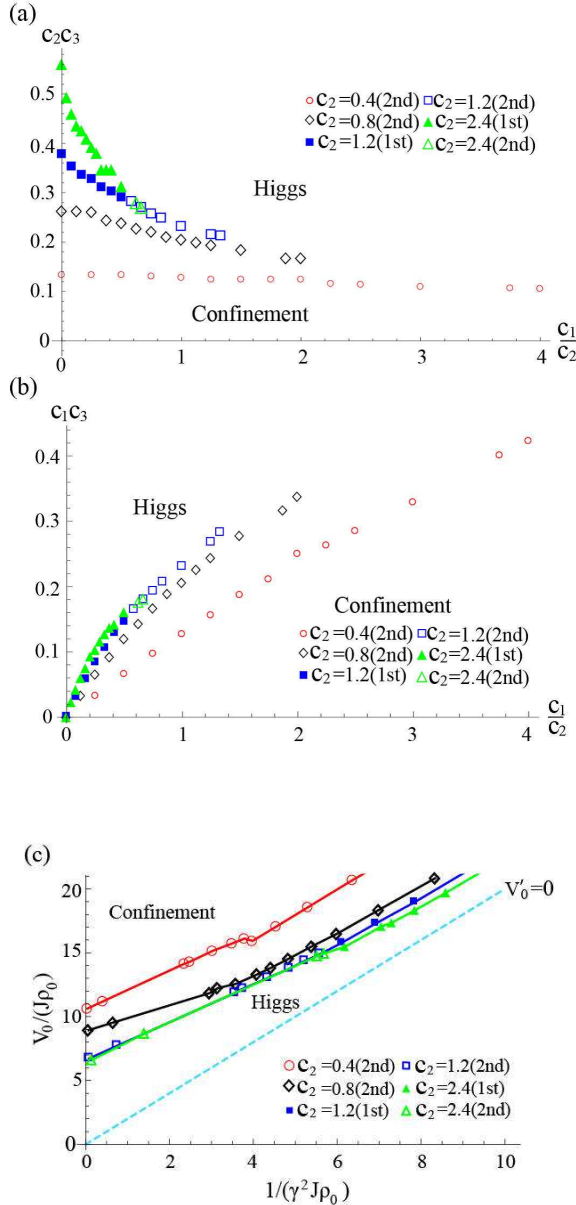 (a)
c₂c₃
0.5
0.4
0.3
0.2
0.1
0
c₂=0.4(2nd) c₂=1.2(2nd)
c₂=0.8(2nd) c₂=2.4(1st)
c₂=1.2(1st) c₂=2.4(2nd)
Higgs
Confinement
0 1 2 3 4
c₁/c₂
(b)
c₁c₃
0.4
0.3
0.2
0.1
0
Higgs
Confinement
c₂=0.4(2nd) c₂=1.2(2nd)
c₂=0.8(2nd) c₂=2.4(1st)
c₂=1.2(1st) c₂=2.4(2nd)
0 1 2 3 4
c₁/c₂
(c)
V₀/(Jρ₀)
20
15
10
5
0
V′₀=0
Confinement
Higgs
c₂=0.4(2nd) c₂=1.2(2nd)
c₂=0.8(2nd) c₂=2.4(1st)
c₂=1.2(1st) c₂=2.4(2nd)
0 2 4 6 8 10
1/(γ²Jρ₀)